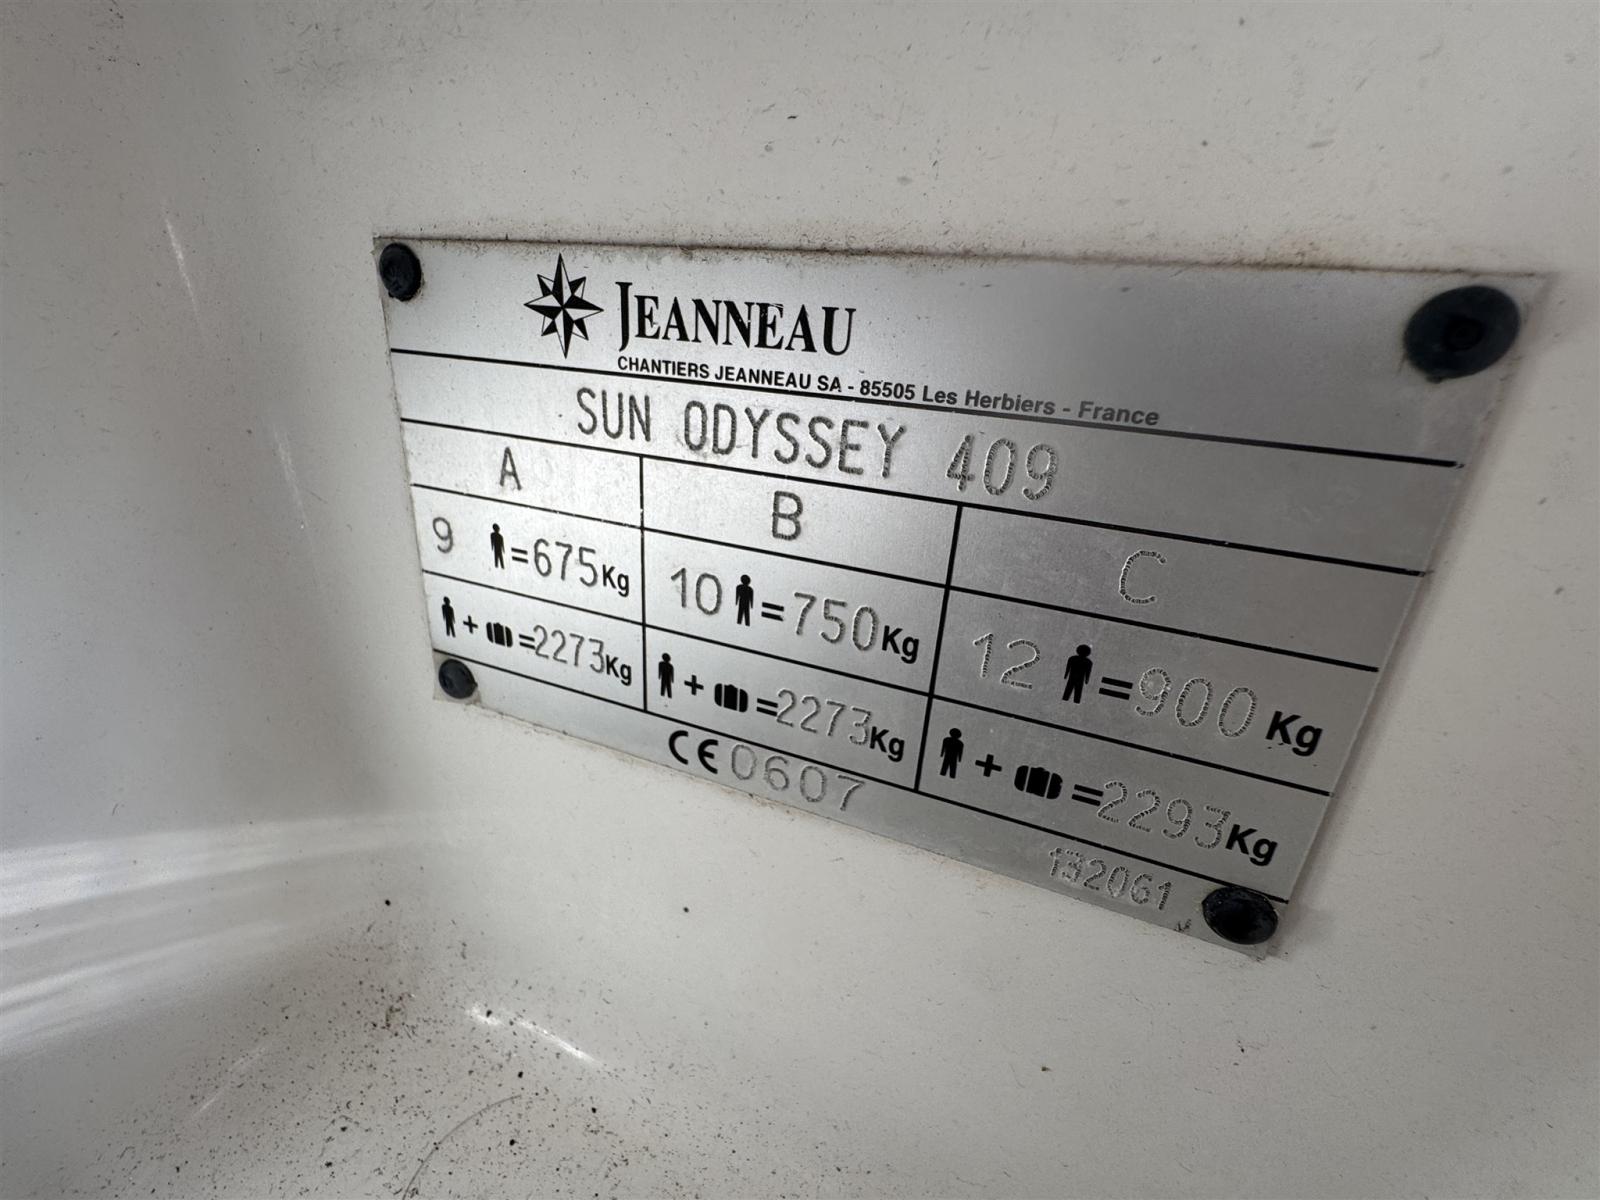 JEANNEAU
CHANTIERS JEANNEAU SA - 85505 Les Herbiers - France
SUN ODYSSEY 409
A B C
9 =675Kg 10 =750Kg 12 =900Kg
+ =2273Kg + =2273Kg + =2293Kg
CE0607
132061